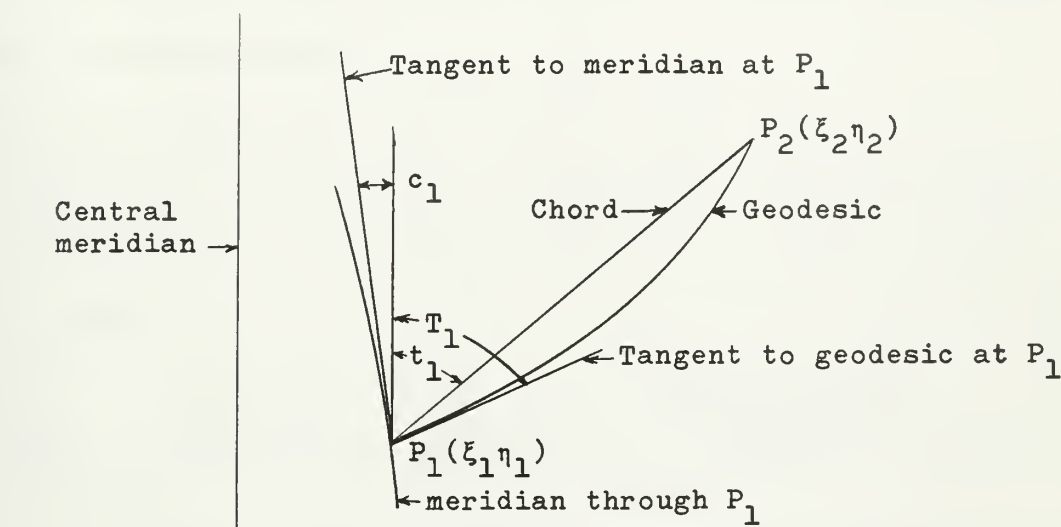 Tangent to meridian at P₁
P₂(ξ₂η₂)
c₁
Central
meridian
Chord
Geodesic
T₁
t₁
Tangent to geodesic at P₁
P₁(ξ₁η₁)
meridian through P₁